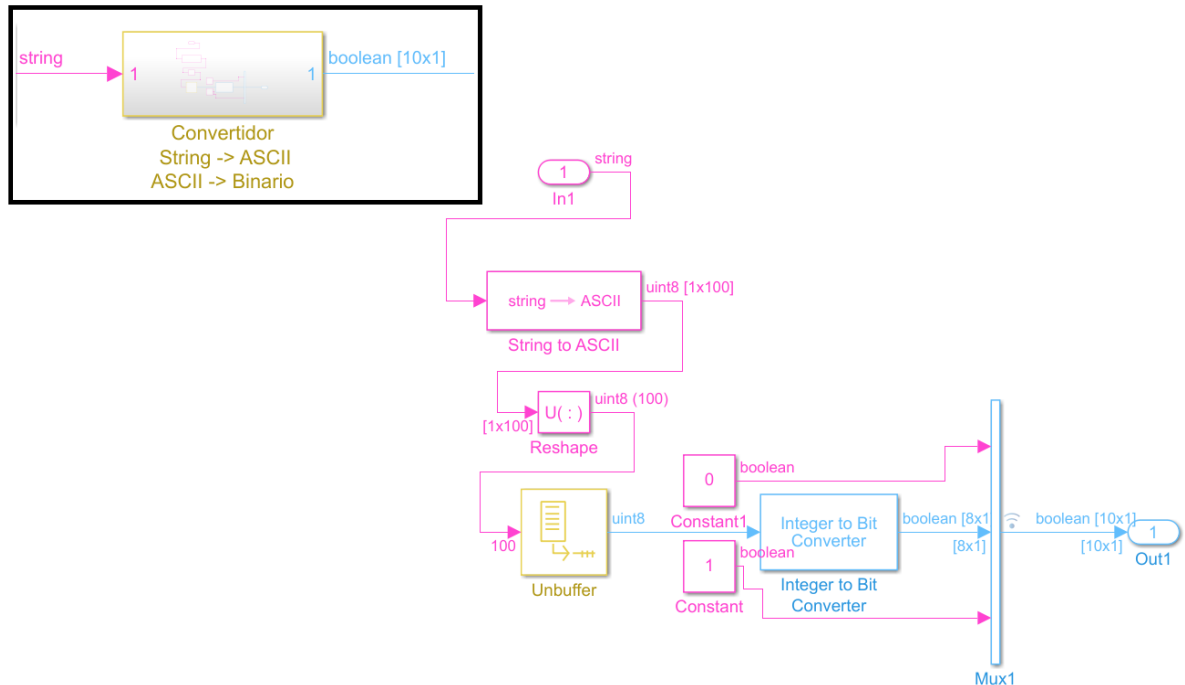 string
1
1
boolean [10x1]
Convertidor
String -> ASCII
ASCII -> Binario
string
1
In1
string
ASCII
uint8 [1x100]
String to ASCII
[1x100]
U( : )
uint8 (100)
Reshape
100
uint8
Unbuffer
0
boolean
Constant1
1
boolean
Constant
Integer to Bit
Converter
boolean [8x1
[8x1]
Integer to Bit
Converter
boolean [10x1]
[10x1]
1
Out1
Mux1